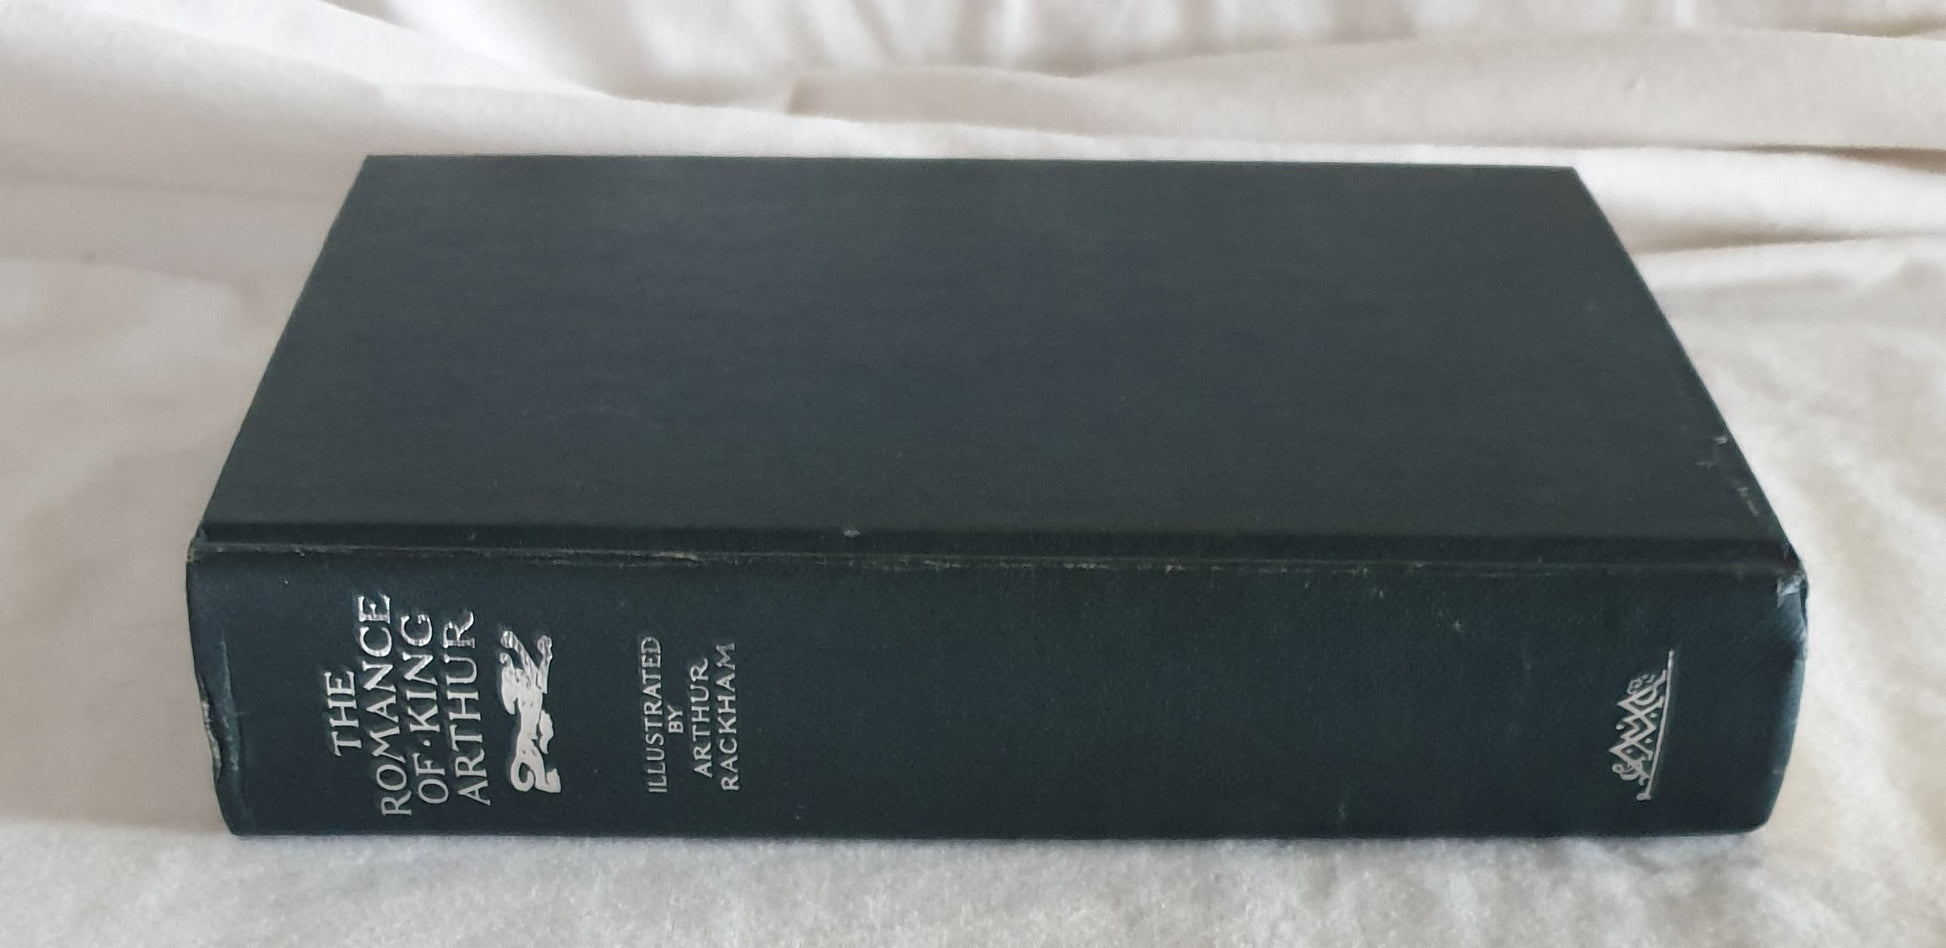 THE
ROMANCE
OF·KING
ARTHUR
ILLUSTRATED
BY
ARTHUR
RACKHAM